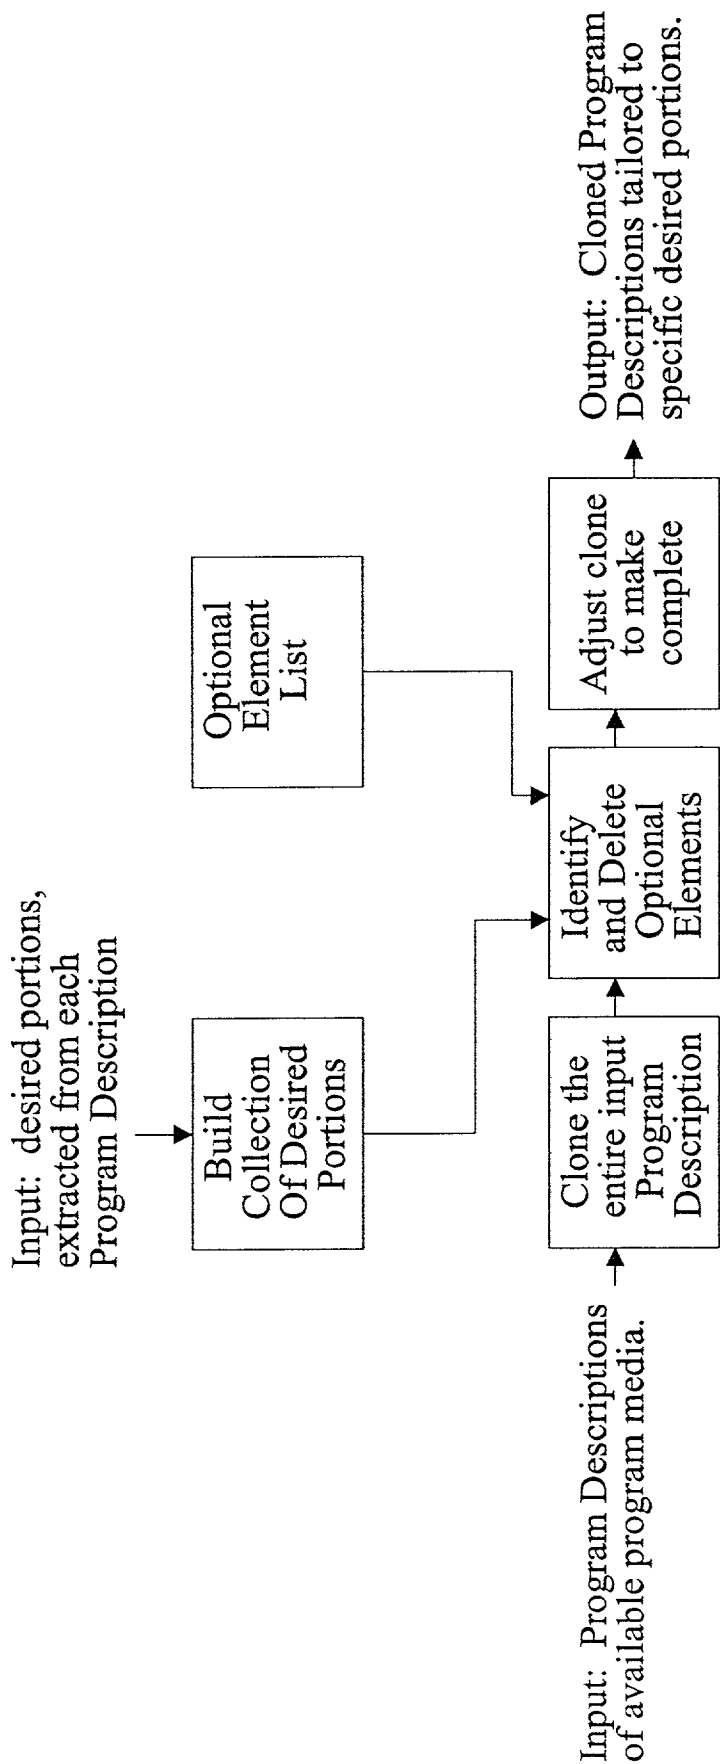 Input:  desired portions,
extracted from each
Program Description
Build
Collection
Of Desired
Portions
Optional
Element
List
Input:  Program Descriptions
of available program media.
Clone the
entire input
Program
Description
Identify
and Delete
Optional
Elements
Adjust clone
to make
complete
Output:  Cloned Program
Descriptions tailored to
specific desired portions.